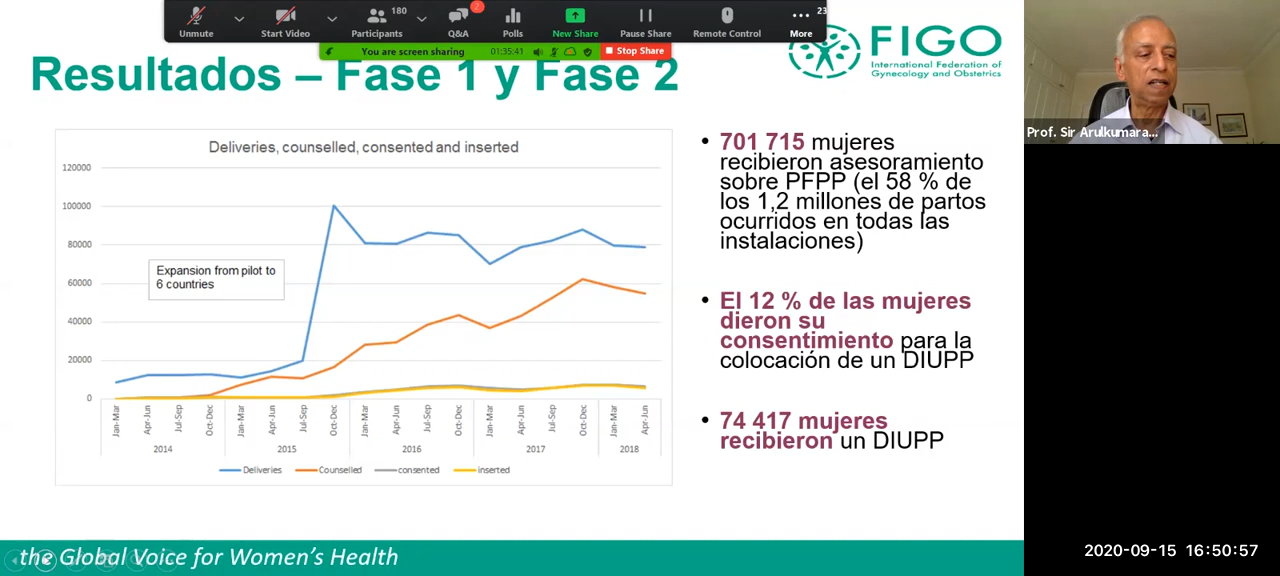 180
2
23
Unmute
Start Video
Participants
Q&A
Polls
New Share
Pause Share
Remote Control
More
You are screen sharing
01:35:41
Stop Share
FIGO
International Federation of
Gynecology and Obstetrics
Prof. Sir Arulkumara...
Resultados – Fase 1 y Fase 2
Deliveries, counselled, consented and inserted
120000
100000
80000
60000
40000
20000
0
Expansion from pilot to
6 countries
Jan-Mar
Apr-Jun
Jul-Sep
Oct-Dec
Jan-Mar
Apr-Jun
Jul-Sep
Oct-Dec
Jan-Mar
Apr-Jun
Jul-Sep
Oct-Dec
Jan-Mar
Apr-Jun
Jul-Sep
Oct-Dec
Jan-Mar
Apr-Jun
2014
2015
2016
2017
2018
Deliveries
Counselled
consented
inserted
• 701 715 mujeres
recibieron asesoramiento
sobre PFPP (el 58 % de
los 1,2 millones de partos
ocurridos en todas las
instalaciones)
• El 12 % de las mujeres
dieron su
consentimiento para la
colocación de un DIUPP
• 74 417 mujeres
recibieron un DIUPP
the Global Voice for Women's Health
2020-09-15 16:50:57